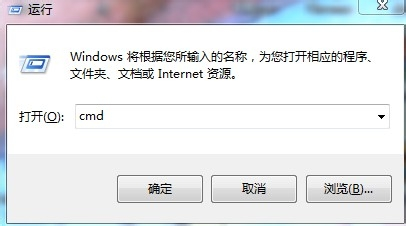 运行
Windows 将根据您所输入的名称，为您打开相应的程序、
文件夹、文档或 Internet 资源。
打开(O): cmd
确定 取消 浏览(B)...